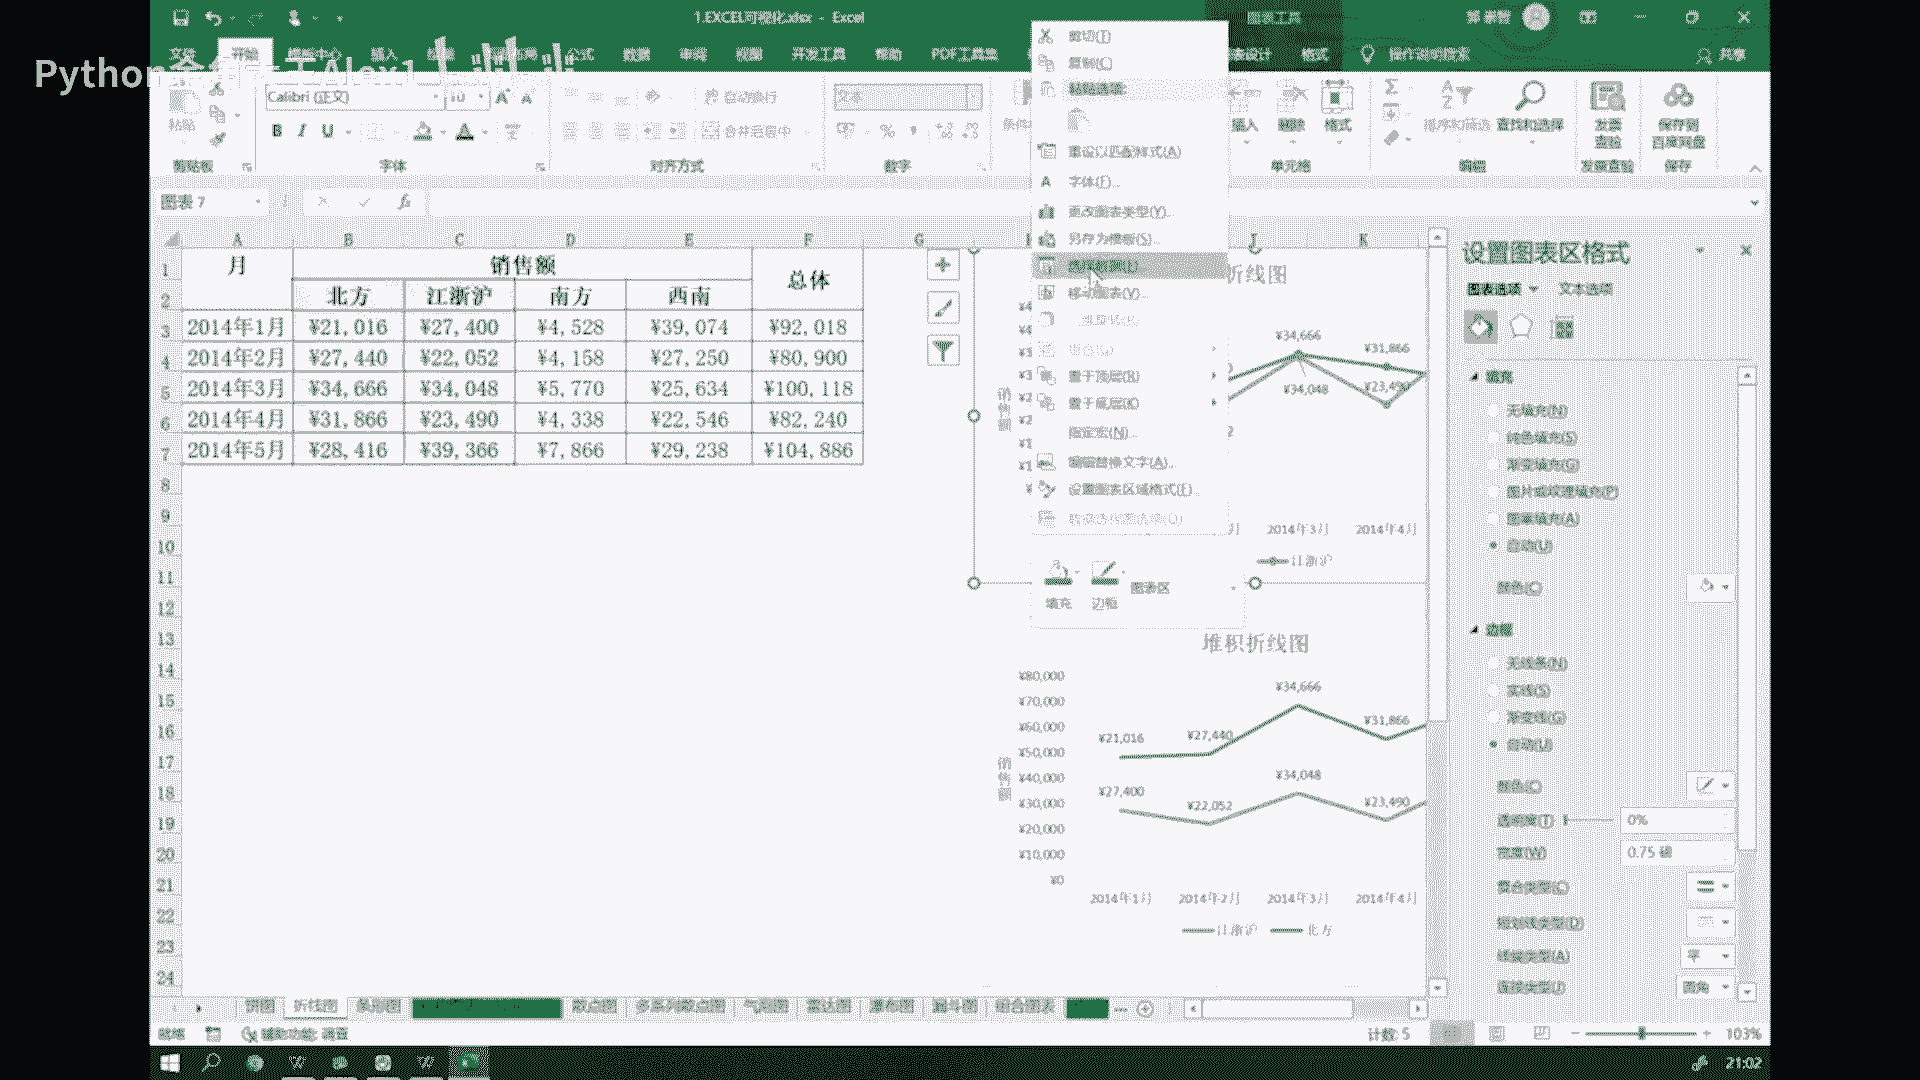 1.EXCEL可视化.xlsx - Excel
图表工具
文件 开始 插入 公式 数据 审阅 视图 开发工具 帮助 PDF工具集 图表设计 格式 操作说明搜索 共享
Python
Calibri (正文) 10
自动换行
文本
粘贴
B I U
合并后居中
插入 删除 格式
排序和筛选 查找和选择
发票查验
保存到百度网盘
剪贴板 字体 对齐方式 数字 单元格 编辑 发票查验 保存
图表 7
fx
A B C D E F G J K
月 销售额 总体
北方 江浙沪 南方 西南
2014年1月 ¥21,016 ¥27,400 ¥4,528 ¥39,074 ¥92,018
2014年2月 ¥27,440 ¥22,052 ¥4,158 ¥27,250 ¥80,900
2014年3月 ¥34,666 ¥34,048 ¥5,770 ¥25,634 ¥100,118
2014年4月 ¥31,866 ¥23,490 ¥4,338 ¥22,546 ¥82,240
2014年5月 ¥28,416 ¥39,366 ¥7,866 ¥29,238 ¥104,886
1
2
3
4
5
6
7
8
9
10
11
12
13
14
15
16
17
18
19
20
21
22
23
24
剪切(T)
复制(C)
粘贴选项:
重设以匹配样式(A)
字体(F)...
更改图表类型(Y)...
另存为模板(S)...
选择数据(E)...
移动图表(V)...
组合(G)
置于顶层(R)
置于底层(K)
指定宏(N)...
编辑替换文字(A)...
设置图表区域格式(F)...
填充 边框 图表区
折线图
销售额
¥34,666
¥31,866
¥34,048
¥23,490
2014年3月 2014年4月
江浙沪
堆积折线图
销售额
¥80,000
¥70,000
¥60,000
¥50,000
¥40,000
¥30,000
¥20,000
¥10,000
¥0
¥21,016 ¥27,440 ¥34,666 ¥31,866
¥27,400 ¥22,052 ¥34,048 ¥23,490
2014年1月 2014年2月 2014年3月 2014年4月
江浙沪 北方
设置图表区格式
图表选项 文本选项
填充
无填充(N)
纯色填充(S)
渐变填充(G)
图片或纹理填充(P)
图案填充(A)
自动(U)
颜色(C)
边框
无线条(N)
实线(S)
渐变线(G)
自动(U)
颜色(C)
透明度(T) 0%
宽度(W) 0.75 磅
复合类型(C)
短划线类型(D)
线端类型(A) 平
连接类型(J) 圆角
饼图 折线图 条形图 散点图 多系列散点图 气泡图 雷达图 瀑布图 漏斗图 组合图表
就绪 辅助功能: 调查 计数: 5 103%
21:02